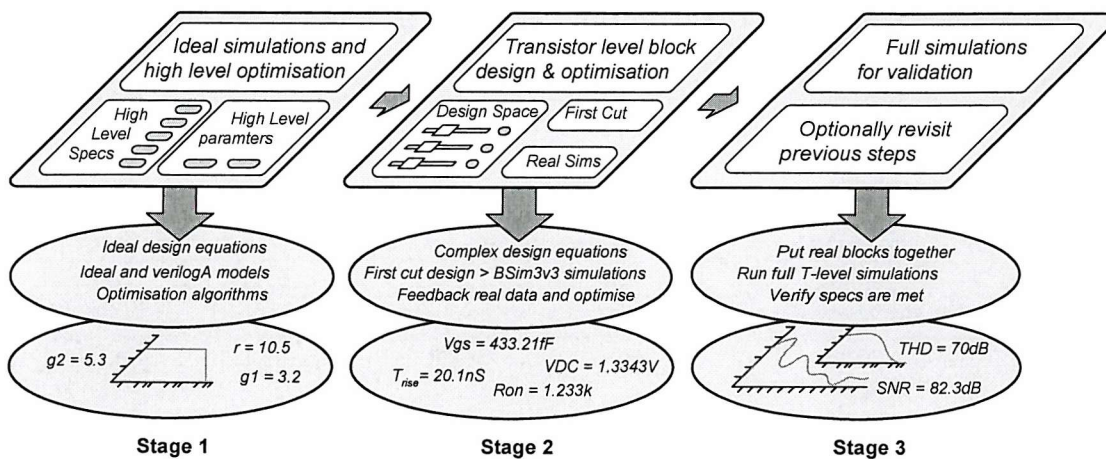 Ideal simulations and
high level optimisation
High
Level
Specs
High Level
paramters
Transistor level block
design & optimisation
Design Space
First Cut
Real Sims
Full simulations
for validation
Optionally revisit
previous steps
Ideal design equations
Ideal and verilogA models
Optimisation algorithms
Complex design equations
First cut design > BSim3v3 simulations
Feedback real data and optimise
Put real blocks together
Run full T-level simulations
Verify specs are met
g2 = 5.3
r = 10.5
g1 = 3.2
Vgs = 433.21fF
VDC = 1.3343V
Trise = 20.1nS
Ron = 1.233k
THD = 70dB
SNR = 82.3dB
Stage 1
Stage 2
Stage 3